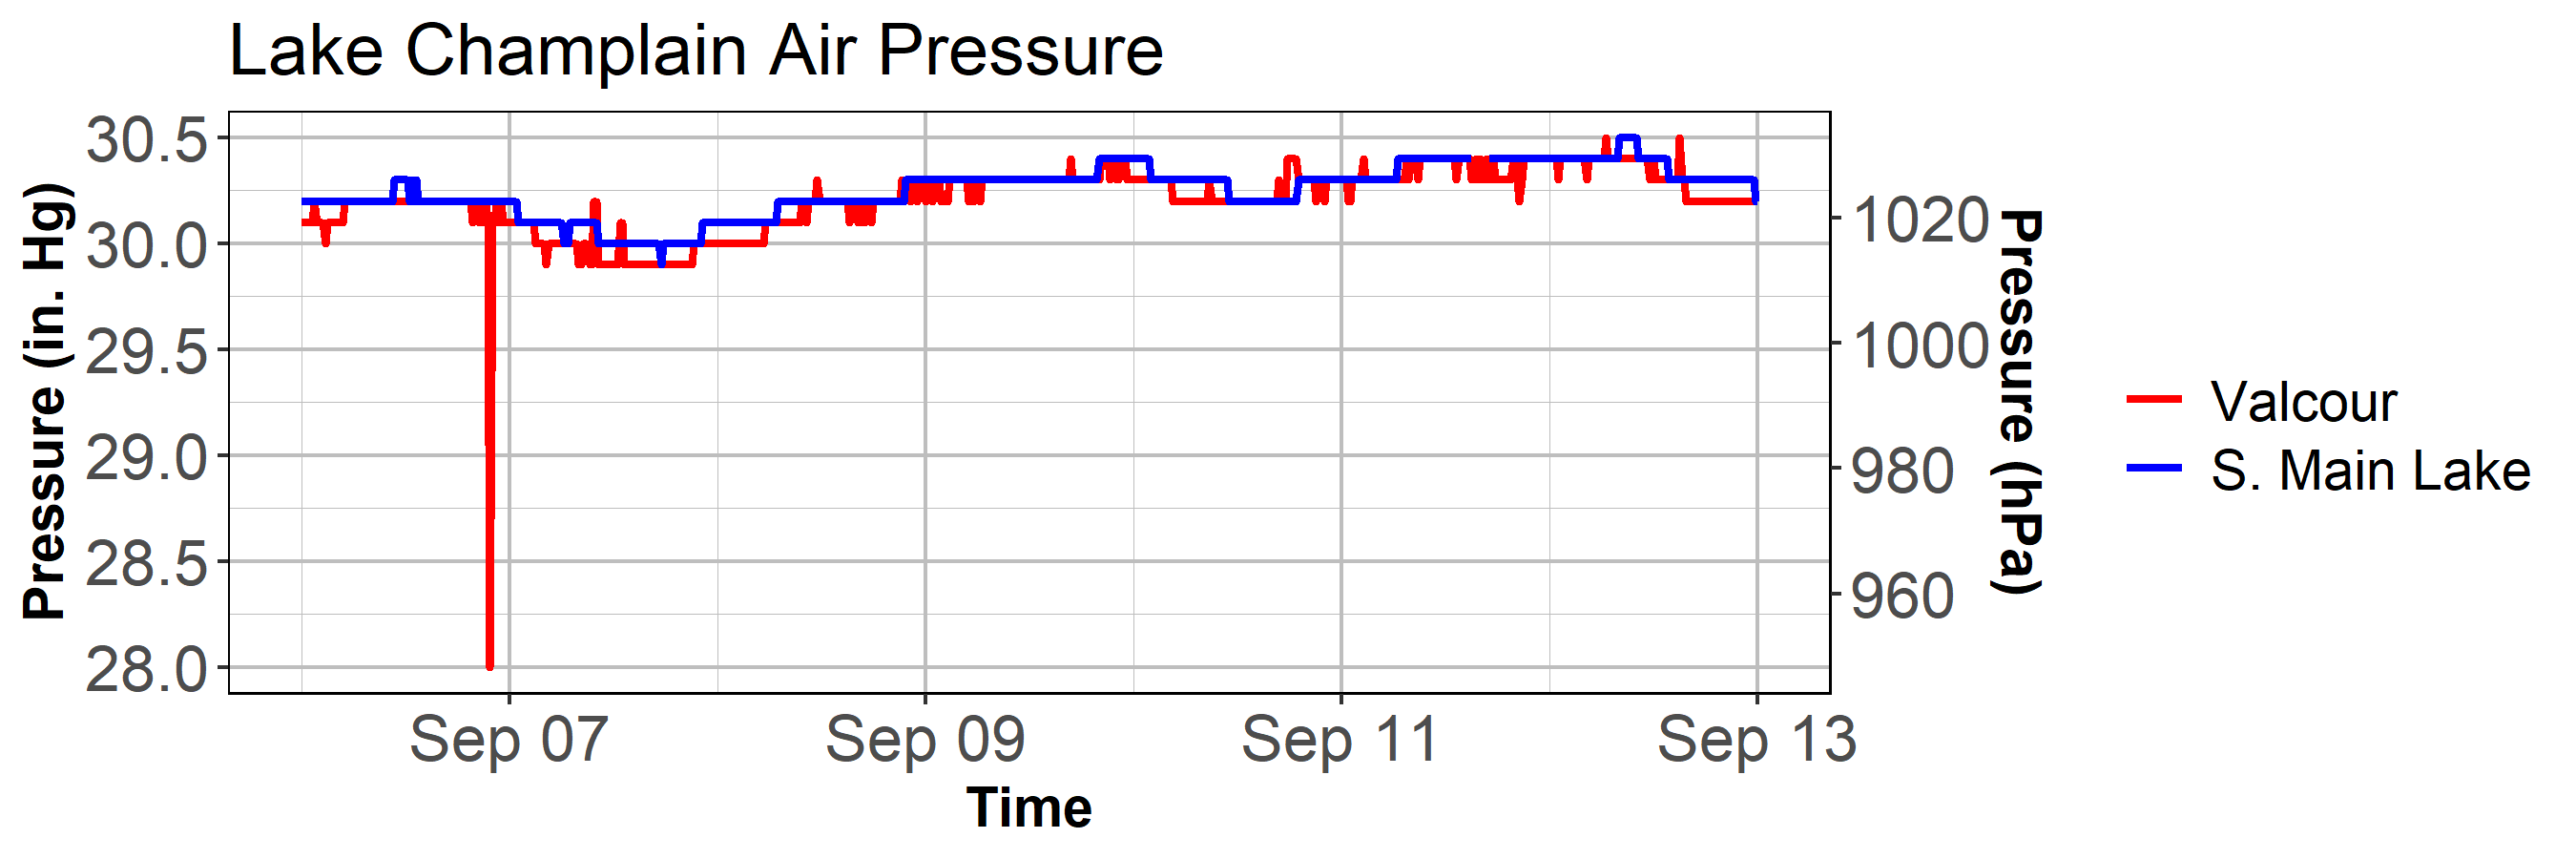 Lake Champlain Air Pressure
30.5
30.0
29.5
29.0
28.5
28.0
Pressure (in. Hg)
1020
1000
980
960
Pressure (hPa)
Sep 07 Sep 09 Sep 11 Sep 13
Time
Valcour
S. Main Lake